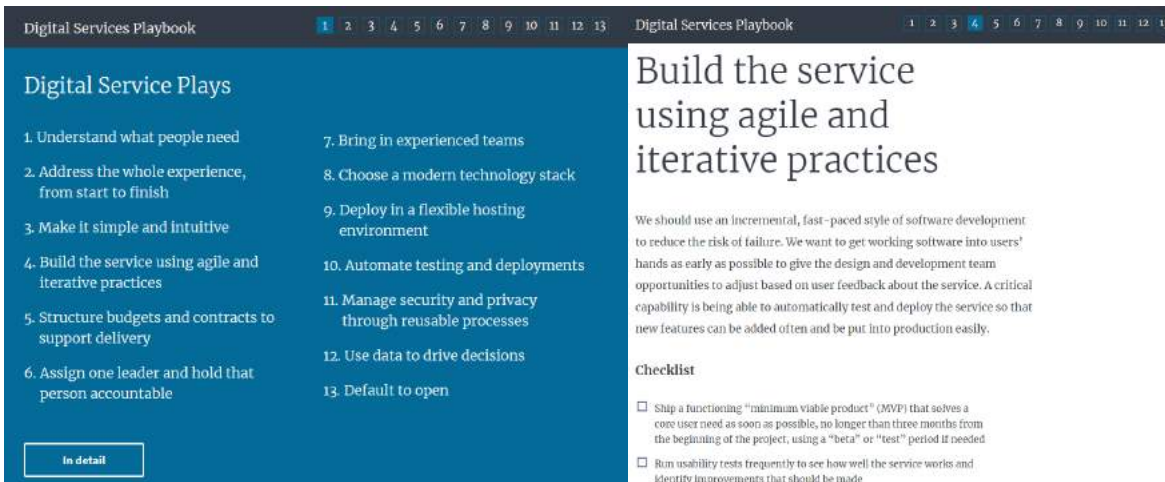 Digital Services Playbook
1 2 3 4 5 6 7 8 9 10 11 12 13
Digital Service Plays
1. Understand what people need
2. Address the whole experience,
from start to finish
3. Make it simple and intuitive
4. Build the service using agile and
iterative practices
5. Structure budgets and contracts to
support delivery
6. Assign one leader and hold that
person accountable
7. Bring in experienced teams
8. Choose a modern technology stack
9. Deploy in a flexible hosting
environment
10. Automate testing and deployments
11. Manage security and privacy
through reusable processes
12. Use data to drive decisions
13. Default to open
In detail
Digital Services Playbook
1 2 3 4 5 6 7 8 9 10 11 12 1
Build the service
using agile and
iterative practices
We should use an incremental, fast-paced style of software development
to reduce the risk of failure. We want to get working software into users’
hands as early as possible to give the design and development team
opportunities to adjust based on user feedback about the service. A critical
capability is being able to automatically test and deploy the service so that
new features can be added often and be put into production easily.
Checklist
Ship a functioning “minimum viable product” (MVP) that solves a
core user need as soon as possible, no longer than three months from
the beginning of the project, using a “beta” or “test” period if needed
Run usability tests frequently to see how well the service works and
identify improvements that should be made